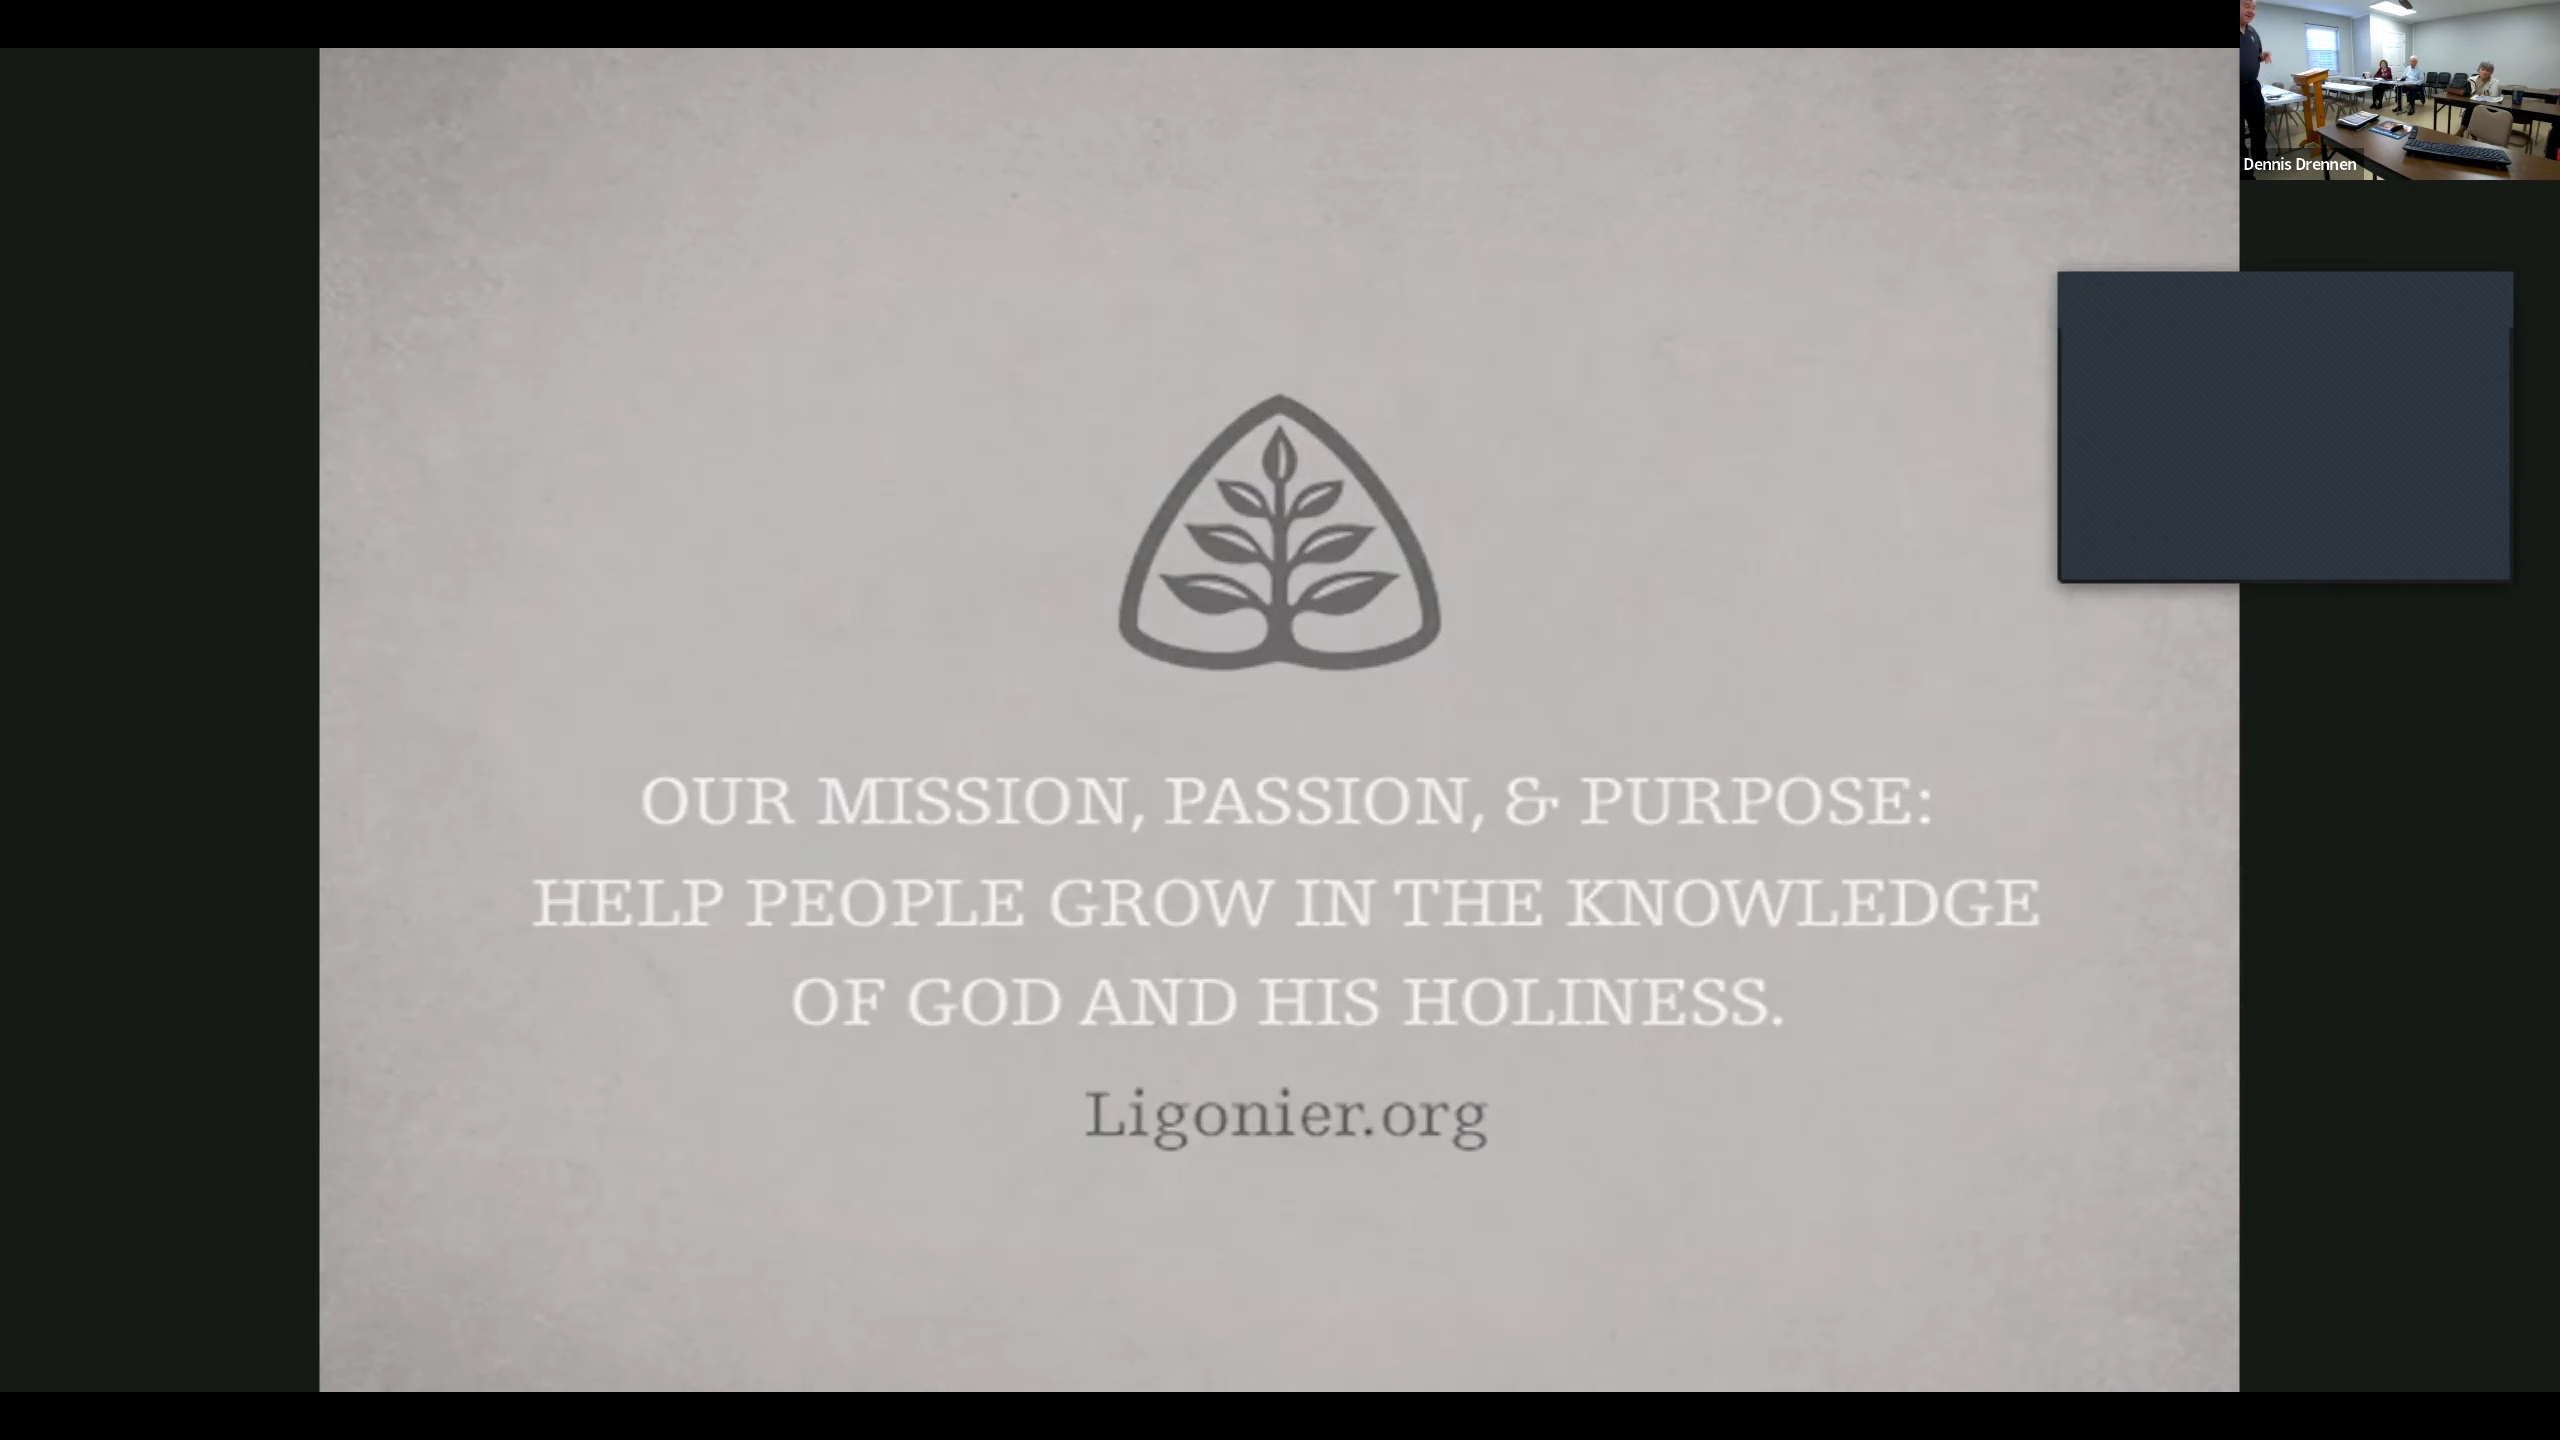 Dennis Drennen
OUR MISSION, PASSION, & PURPOSE:
HELP PEOPLE GROW IN THE KNOWLEDGE
OF GOD AND HIS HOLINESS.
Ligonier.org